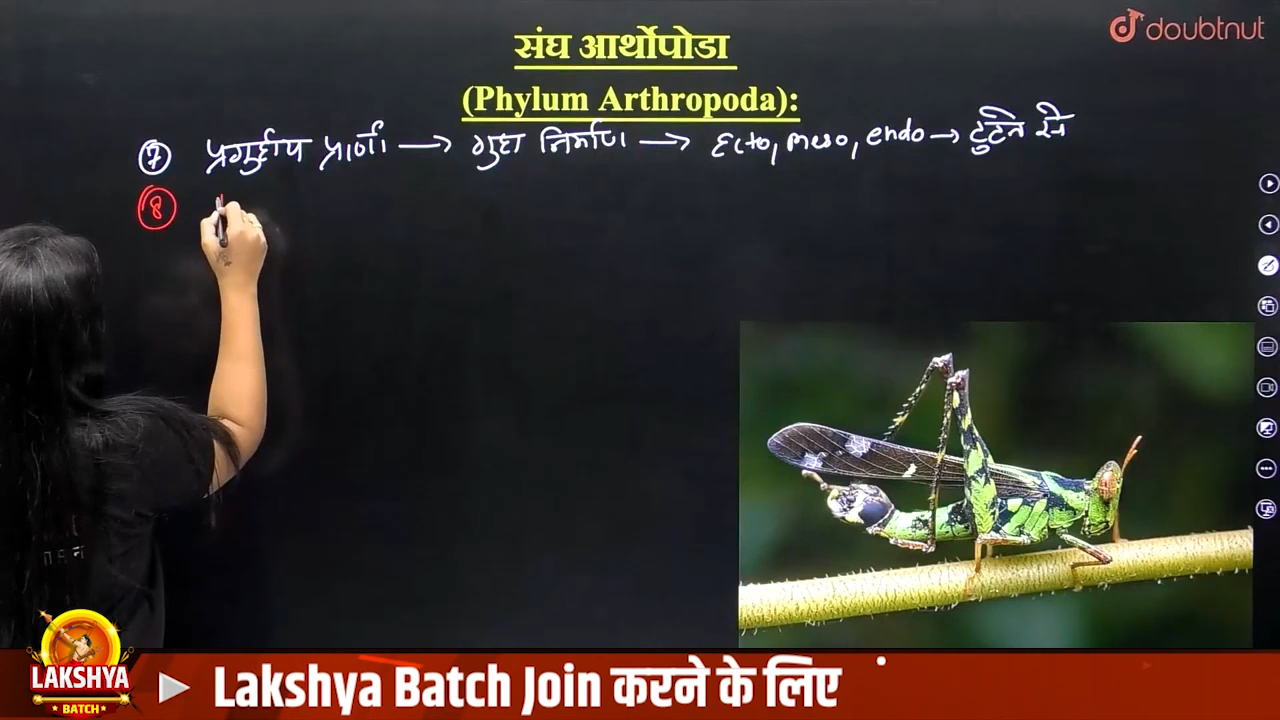 संघ आर्थोपोडा
doubtnut
(Phylum Arthropoda):
7 प्रगुहीय प्राणी → गुहा निर्माण → Ecto, meso, endo → टुटने से
8
LAKSHYA
BATCH
Lakshya Batch Join करने के लिए